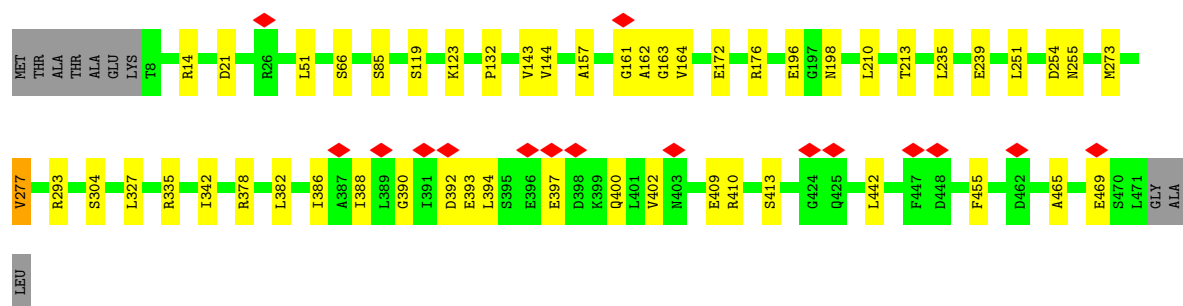 MET THR ALA THR ALA GLU LYS T8 R14 D21 R26 L51 S66 S85 S119 K123 P132 V143 V144 A157 G161 A162 G163 V164 E172 R176 E196 G197 N198 L210 T213 L235 E239 L251 D254 N255 M273
V277 R293 S304 L327 R335 I342 R378 L382 I386 A387 I388 L389 G390 I391 D392 E393 L394 S395 E396 E397 D398 K399 Q400 L401 V402 N403 E409 R410 S413 G424 Q425 L442 F447 D448 F455 D462 A465 E469 S470 L471 GLY ALA
LEU